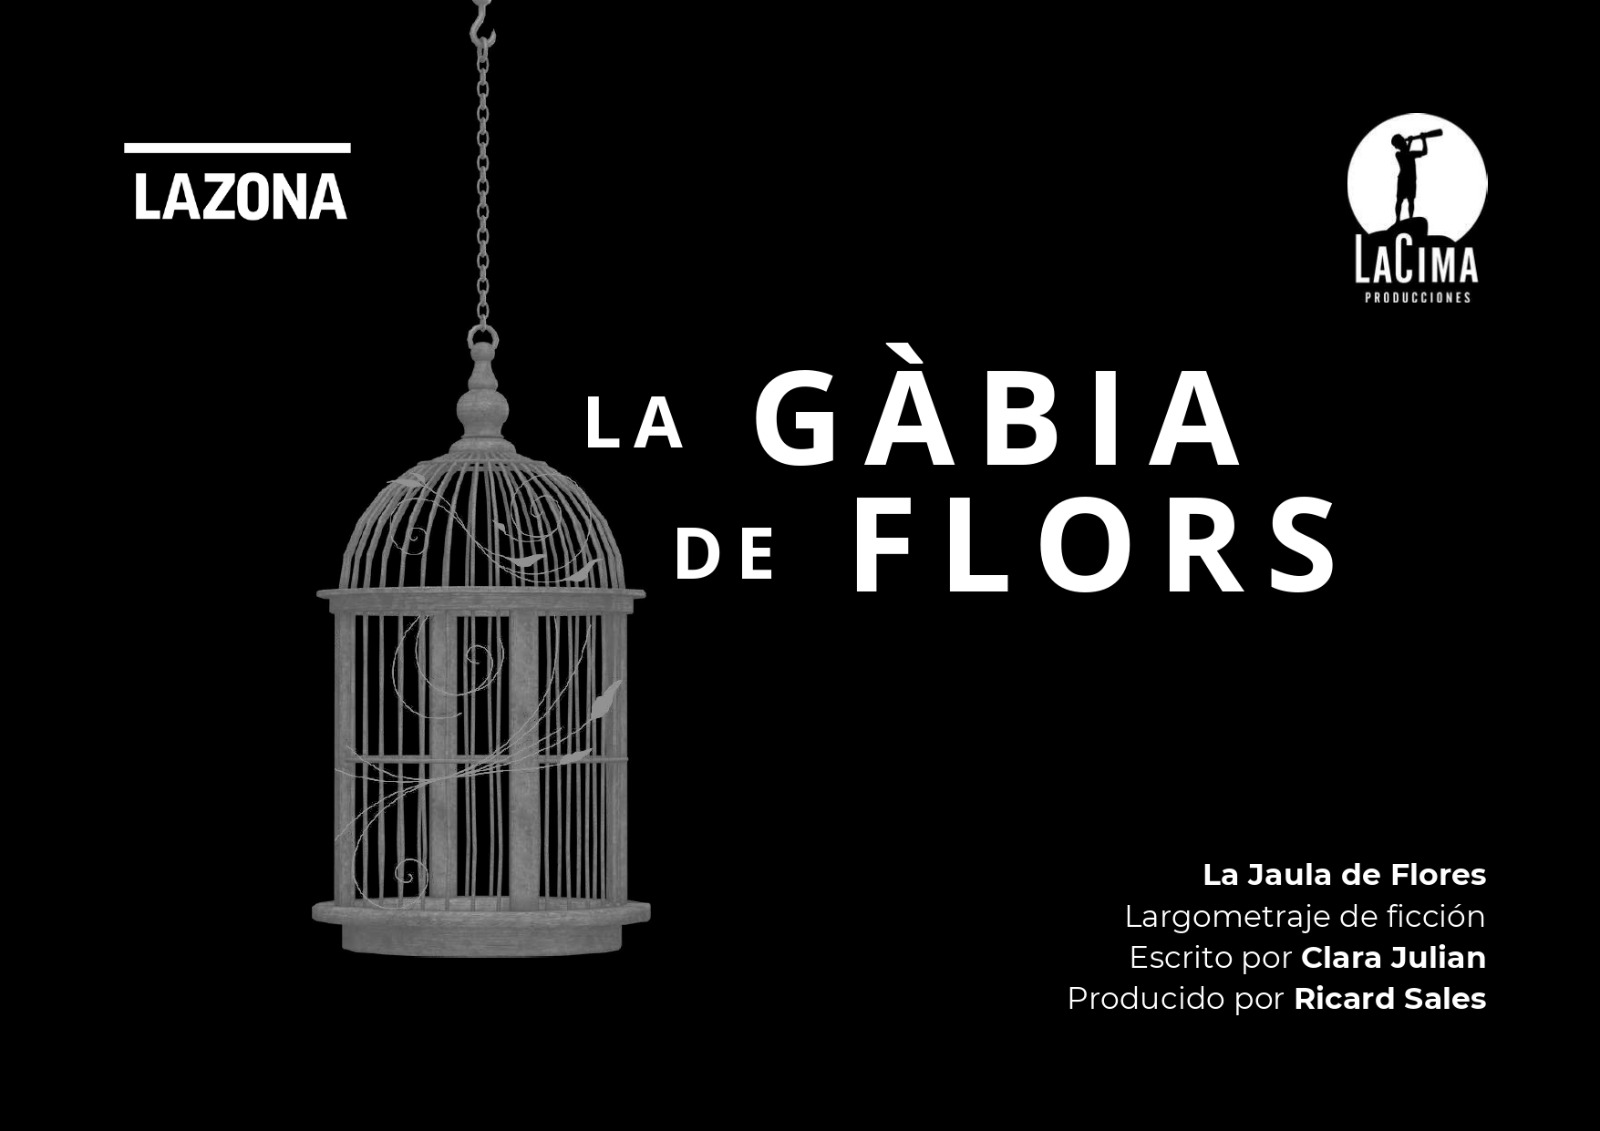 LAZONA
LACIMA
PRODUCCIONES
LA GÀBIA
DE FLORS
La Jaula de Flores
Largometraje de ficción
Escrito por Clara Julian
Producido por Ricard Sales